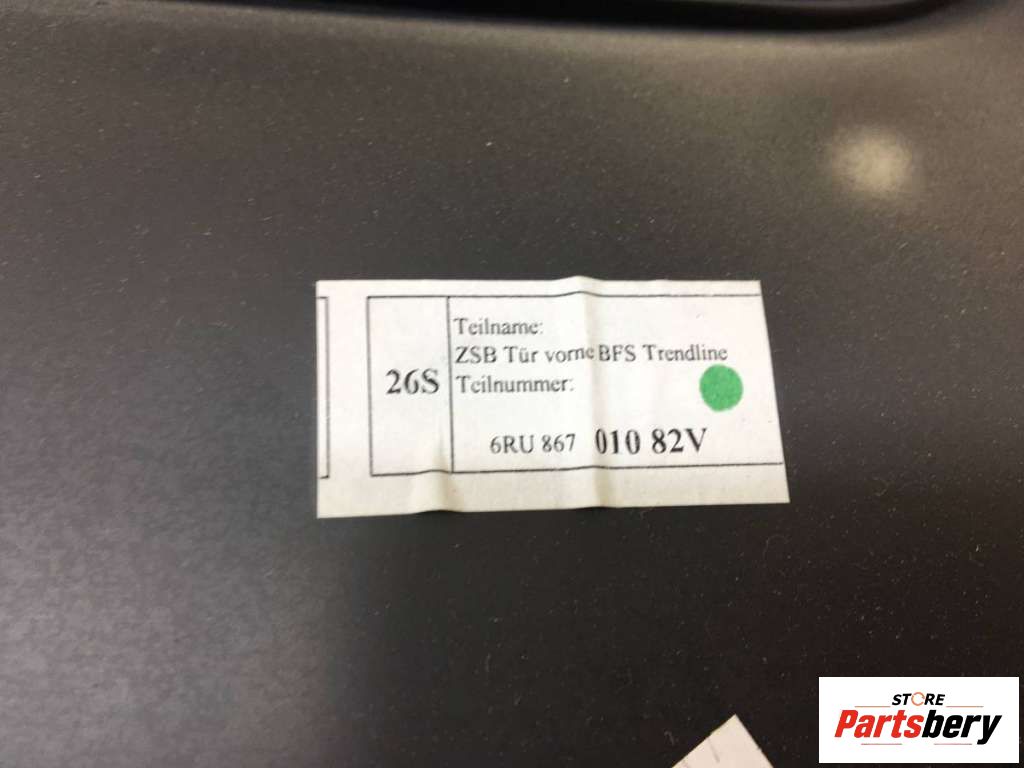 26S
Teilname:
ZSB Tür vorne BFS Trendline
Teilnummer:
6RU 867 010 82V
STORE
Partsbery